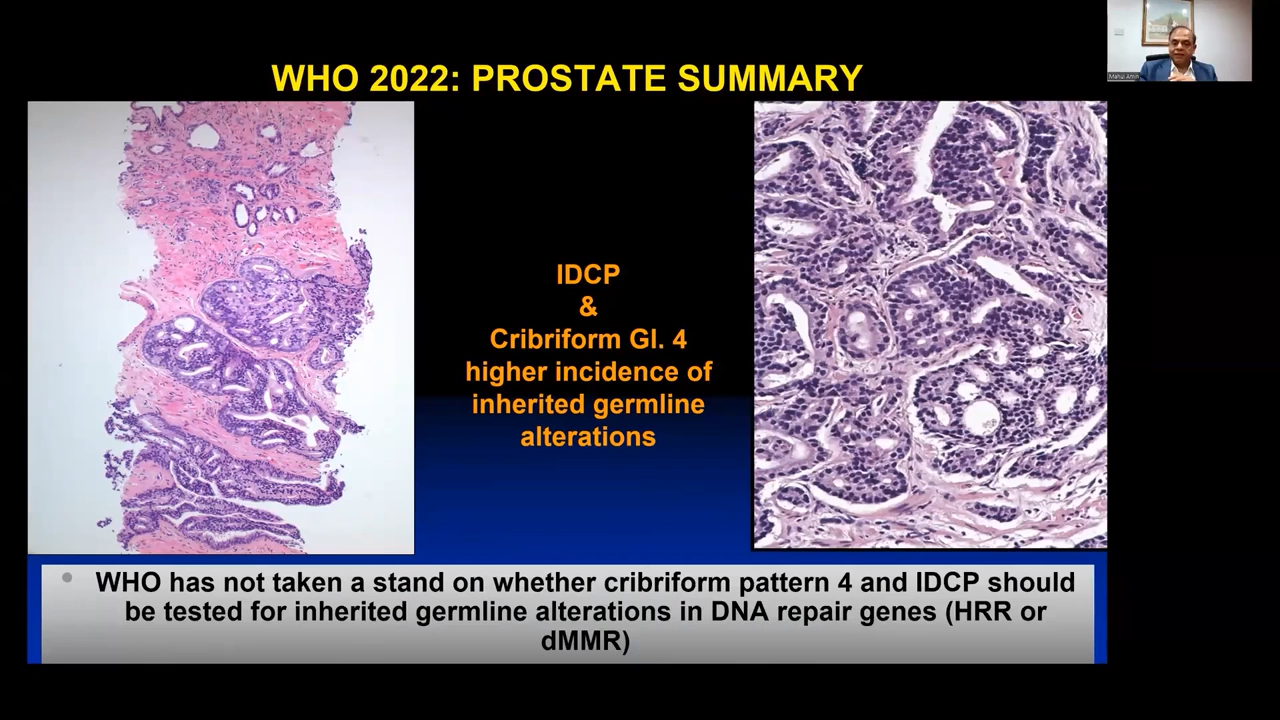 WHO 2022: PROSTATE SUMMARY
Mahul Amin
IDCP
&
Cribriform Gl. 4
higher incidence of
inherited germline
alterations
WHO has not taken a stand on whether cribriform pattern 4 and IDCP should
be tested for inherited germline alterations in DNA repair genes (HRR or
dMMR)